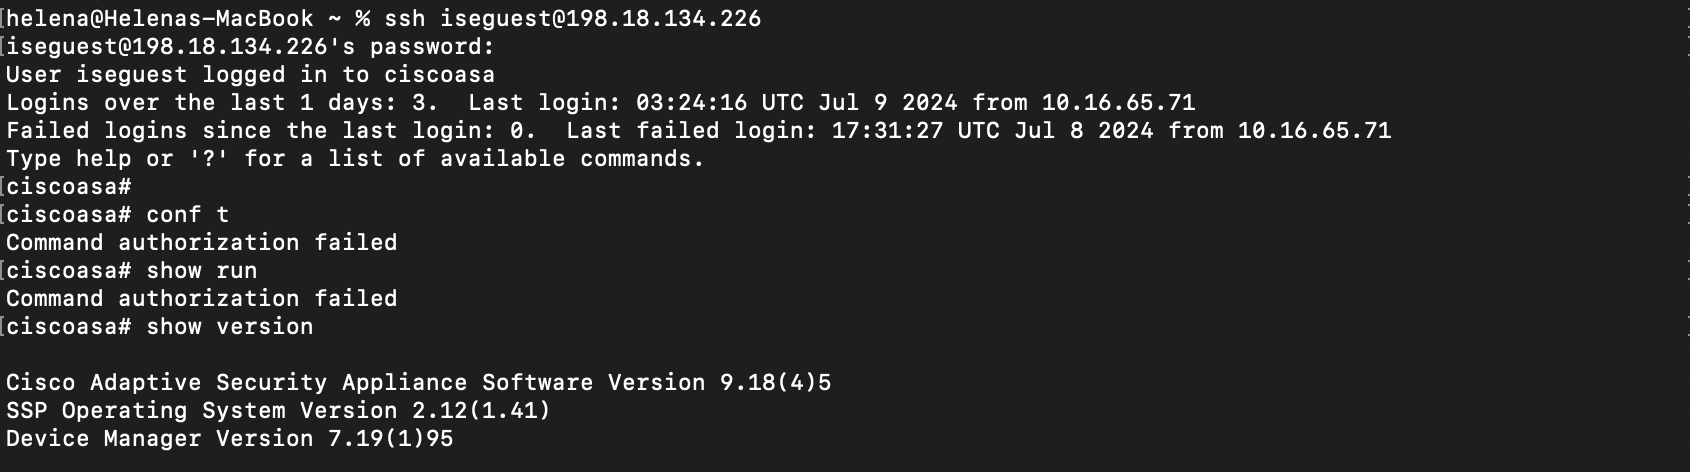 [helena@Helenas-MacBook ~ % ssh iseguest@198.18.134.226
[iseguest@198.18.134.226's password:
User iseguest logged in to ciscoasa
Logins over the last 1 days: 3.  Last login: 03:24:16 UTC Jul 9 2024 from 10.16.65.71
Failed logins since the last login: 0.  Last failed login: 17:31:27 UTC Jul 8 2024 from 10.16.65.71
Type help or '?' for a list of available commands.
[ciscoasa#
[ciscoasa# conf t
Command authorization failed
[ciscoasa# show run
Command authorization failed
[ciscoasa# show version
Cisco Adaptive Security Appliance Software Version 9.18(4)5
SSP Operating System Version 2.12(1.41)
Device Manager Version 7.19(1)95